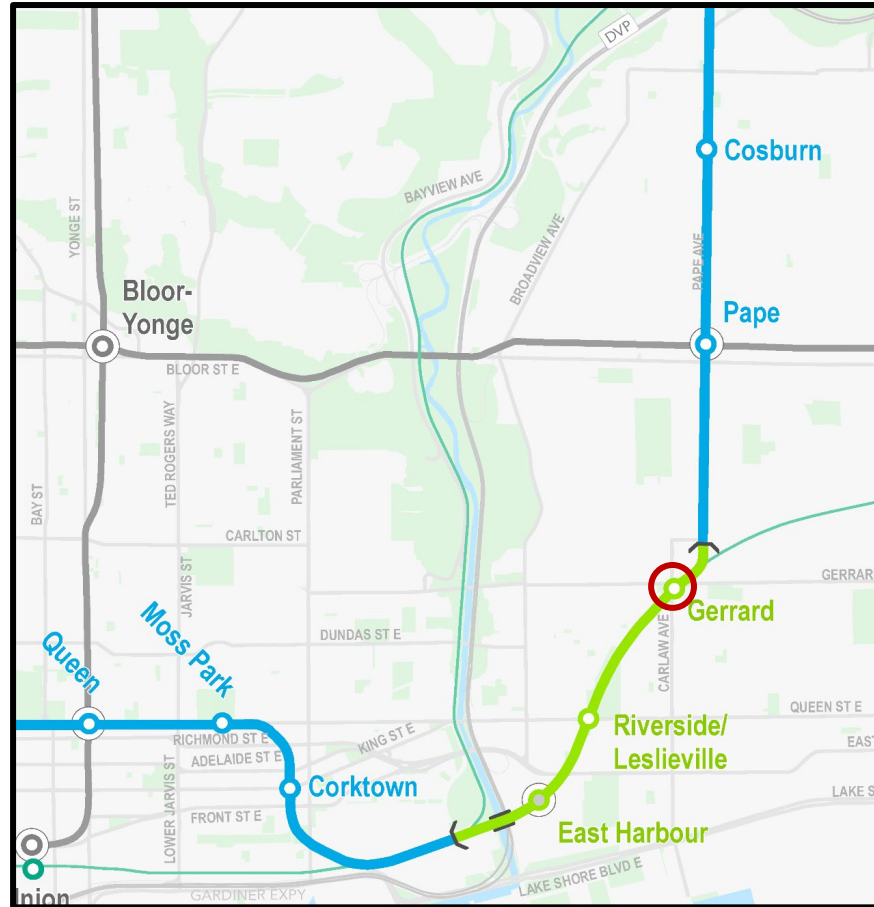 DVP
YONGE ST
BAYVIEW AVE
BROADVIEW AVE
Cosburn
PAPE AVE
Bloor-
Yonge
Pape
BLOOR ST E
TED ROGERS WAY
PARLIAMENT ST
BAY ST
CARLTON ST
JARVIS ST
GERRARD
Gerrard
CARLAW AVE
DUNDAS ST E
Queen
Moss Park
QUEEN ST E
Riverside/
Leslieville
RICHMOND ST E
KING ST E
ADELAIDE ST E
EAST
Corktown
LOWER JARVIS ST
FRONT ST E
LAKE S
East Harbour
LAKE SHORE BLVD E
GARDINER EXPY
Union